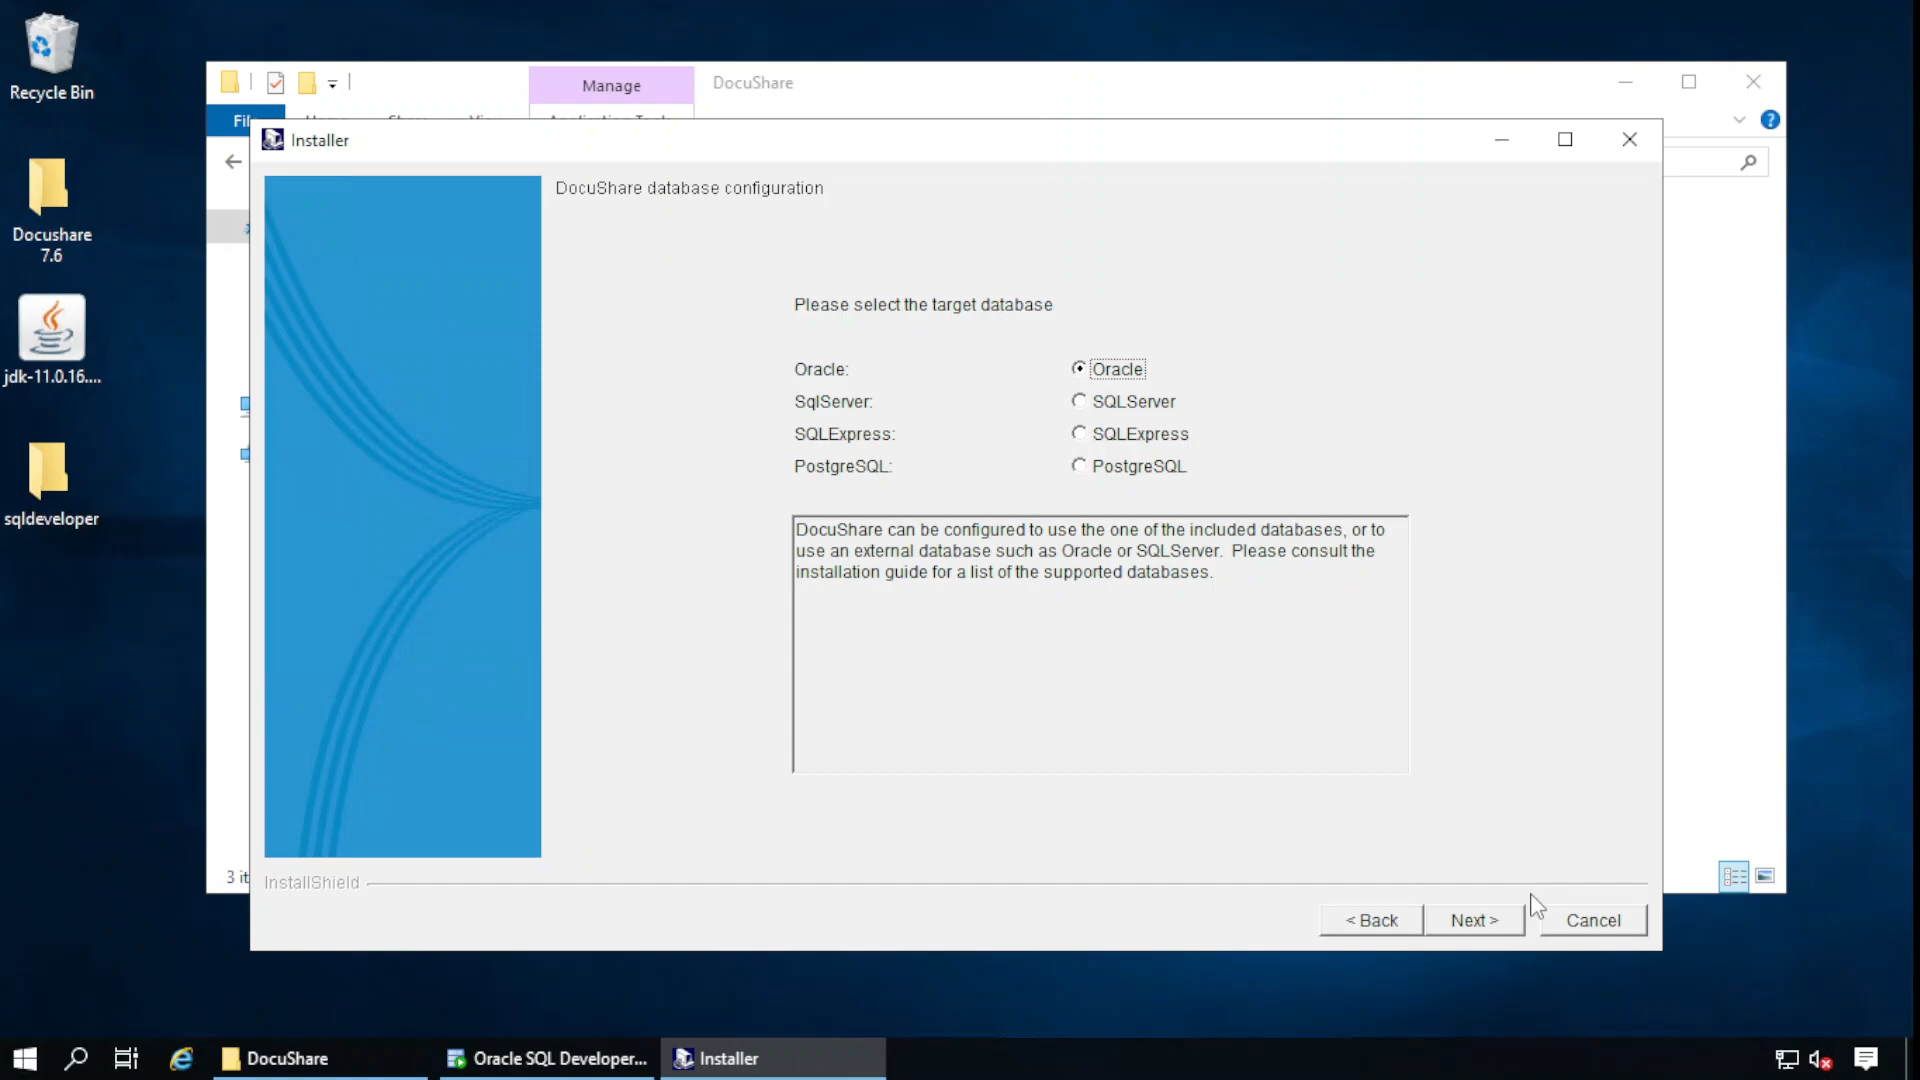 Recycle Bin
Docushare
7.6
jdk-11.0.16....
sqldeveloper
Manage
DocuShare
Installer
DocuShare database configuration
Please select the target database
Oracle:
Oracle
SqlServer:
SQLServer
SQLExpress:
SQLExpress
PostgreSQL:
PostgreSQL
DocuShare can be configured to use the one of the included databases, or to
use an external database such as Oracle or SQLServer. Please consult the
installation guide for a list of the supported databases.
InstallShield
< Back
Next >
Cancel
DocuShare
Oracle SQL Developer...
Installer